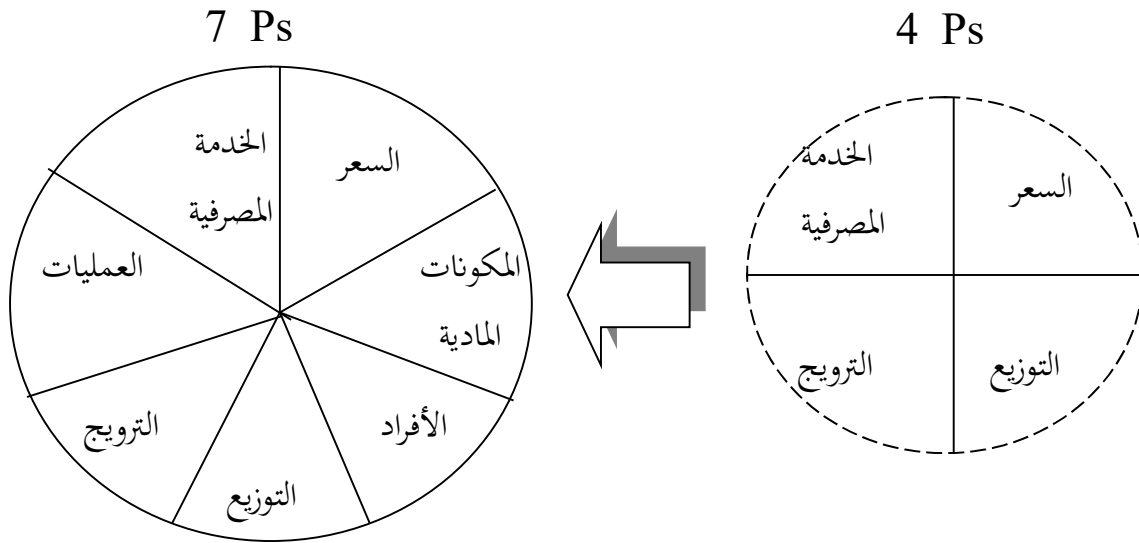 4 Ps
السعر
الخدمة
المصرفية
التوزيع
الترويج
7 Ps
السعر
الخدمة
المصرفية
المكونات
المادية
العمليات
الأفراد
الترويج
التوزيع